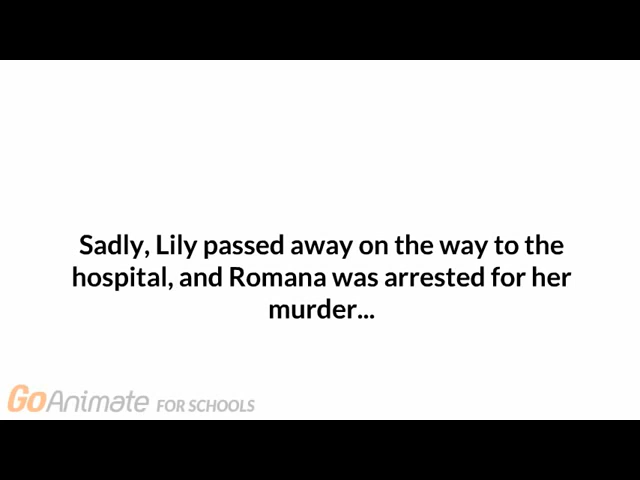 Sadly, Lily passed away on the way to the
hospital, and Romana was arrested for her
murder...
GoAnimate FOR SCHOOLS